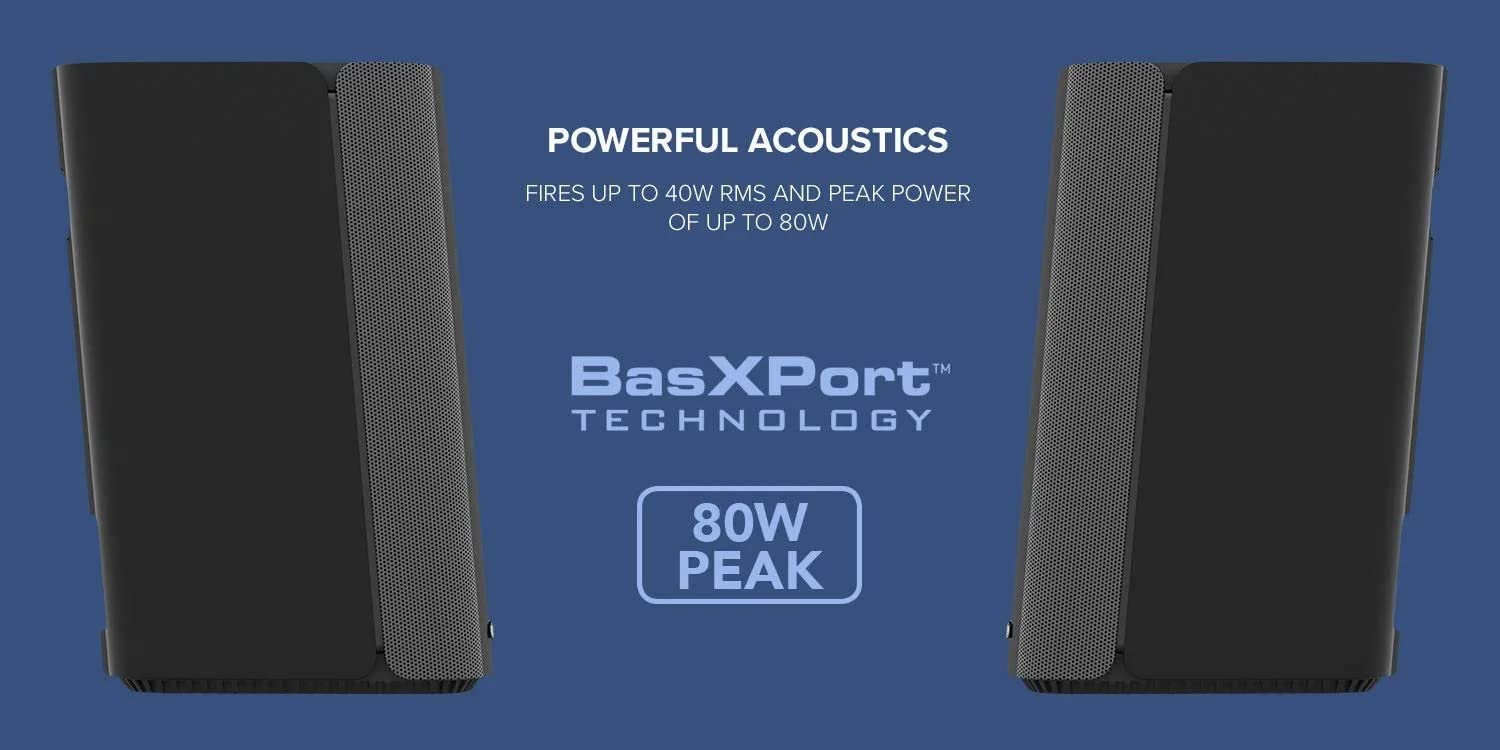 POWERFUL ACOUSTICS
FIRES UP TO 40W RMS AND PEAK POWER
OF UP TO 80W
BasXPort™
TECHNOLOGY
80W
PEAK